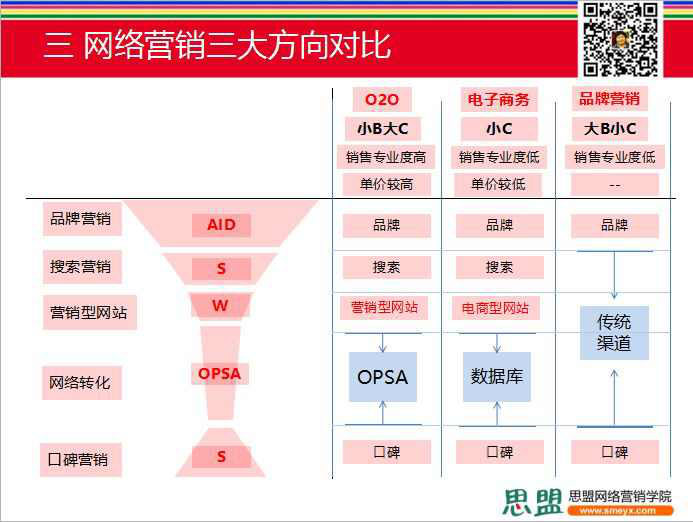 三 网络营销三大方向对比
O2O 电子商务 品牌营销
小B大C 小C 大B小C
销售专业度高 销售专业度低 销售专业度低
单价较高 单价较低 --
品牌营销 AID 品牌 品牌 品牌
搜索营销 S 搜索 搜索
营销型网站 W 营销型网站 电商型网站
传统
渠道
网络转化 OPSA OPSA 数据库
口碑营销 S 口碑 口碑 口碑
思盟 思盟网络营销学院
www.smeyx.com